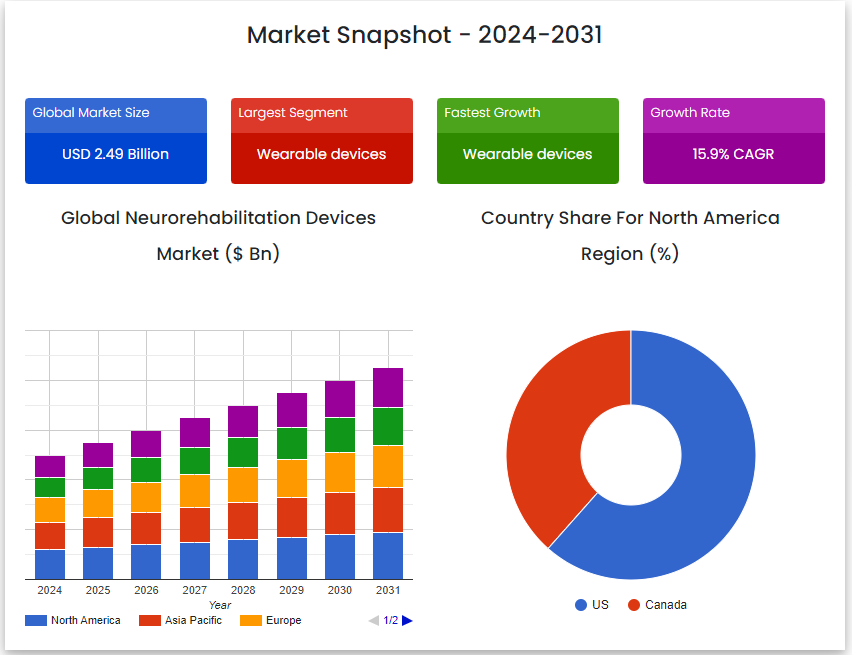 Market Snapshot - 2024-2031
Global Market Size
USD 2.49 Billion
Largest Segment
Wearable devices
Fastest Growth
Wearable devices
Growth Rate
15.9% CAGR
Global Neurorehabilitation Devices
Market ($ Bn)
Country Share For North America
Region (%)
2024 2025 2026 2027 2028 2029 2030 2031
Year
North America Asia Pacific Europe 1/2
US Canada